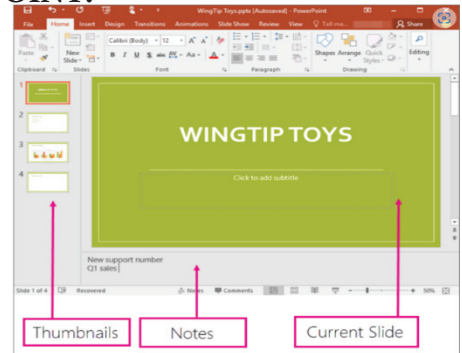 WingTip Toys.pptx [Autosaved] - PowerPoint
File Home Insert Design Transitions Animations Slide Show Review View Tell me... Share
Calibri (Body) 12
Paste New Slide B I U S abc AV Aa A Shapes Arrange Quick Styles Editing
Clipboard Slides Font Paragraph Drawing
1
2
3
4
WINGTIP TOYS
Click to add subtitle
New support number
Q1 sales
Slide 1 of 4 Recovered Notes Comments 50%
Thumbnails Notes Current Slide